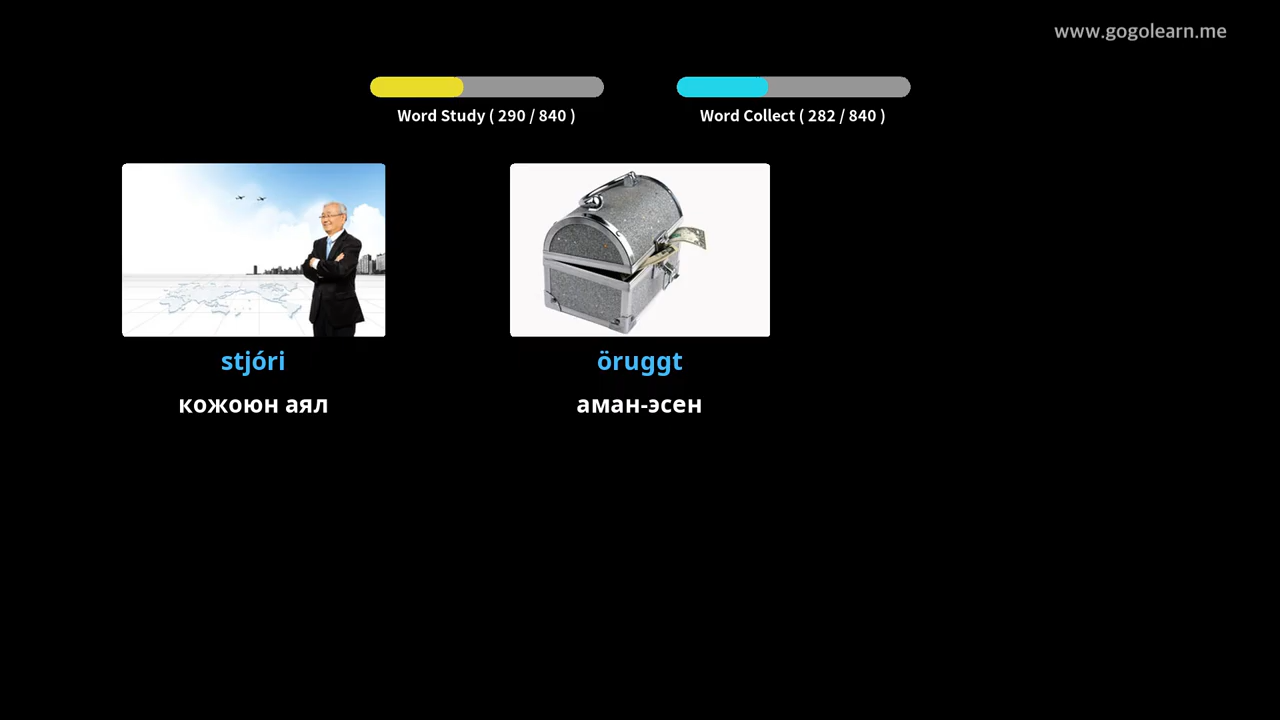 www.gogolearn.me
Word Study ( 290 / 840 )
Word Collect ( 282 / 840 )
stjóri
öruggt
кожоюн аял
аман-эсен